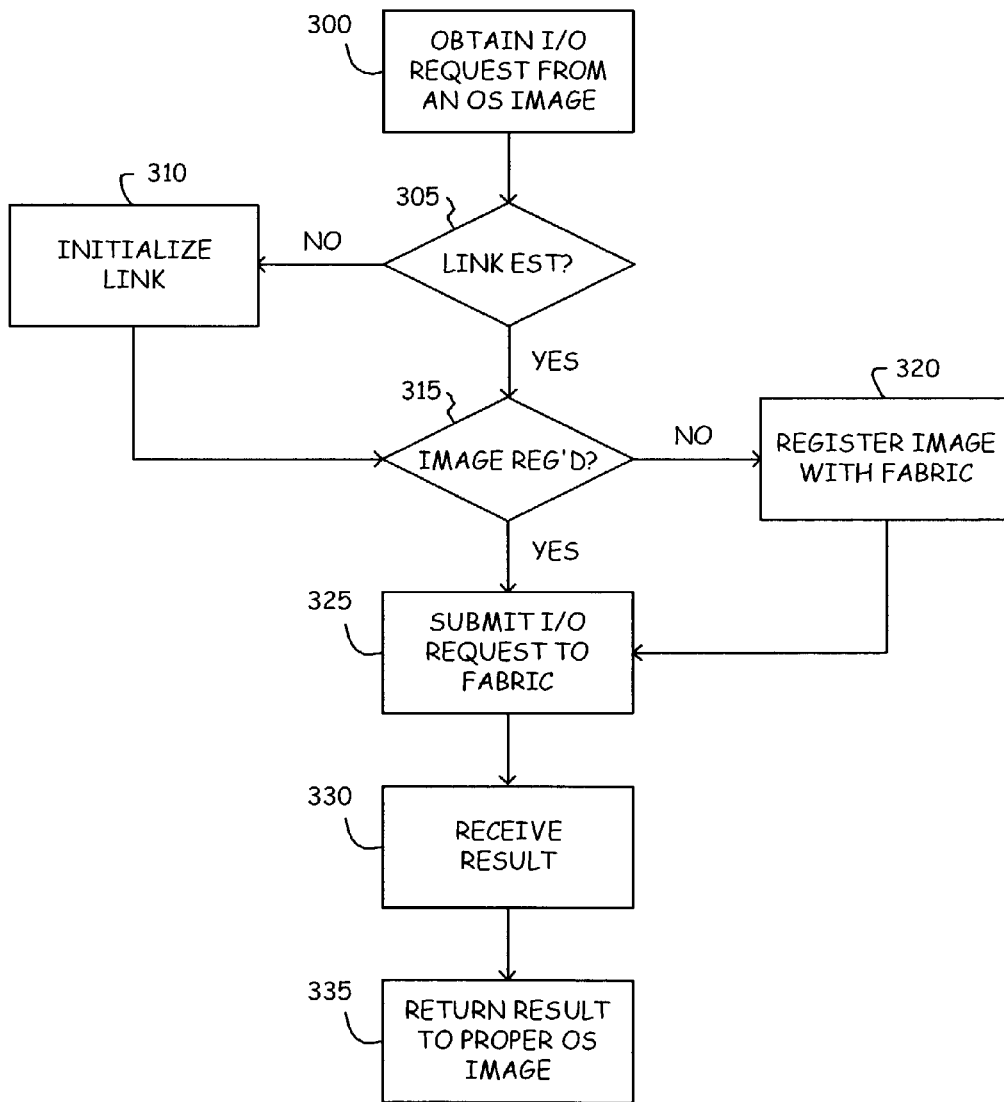 300
OBTAIN I/O
REQUEST FROM
AN OS IMAGE
310
305
INITIALIZE
LINK
NO
LINK EST?
YES
315
320
IMAGE REG'D?
NO
REGISTER IMAGE
WITH FABRIC
YES
325
SUBMIT I/O
REQUEST TO
FABRIC
330
RECEIVE
RESULT
335
RETURN RESULT
TO PROPER OS
IMAGE